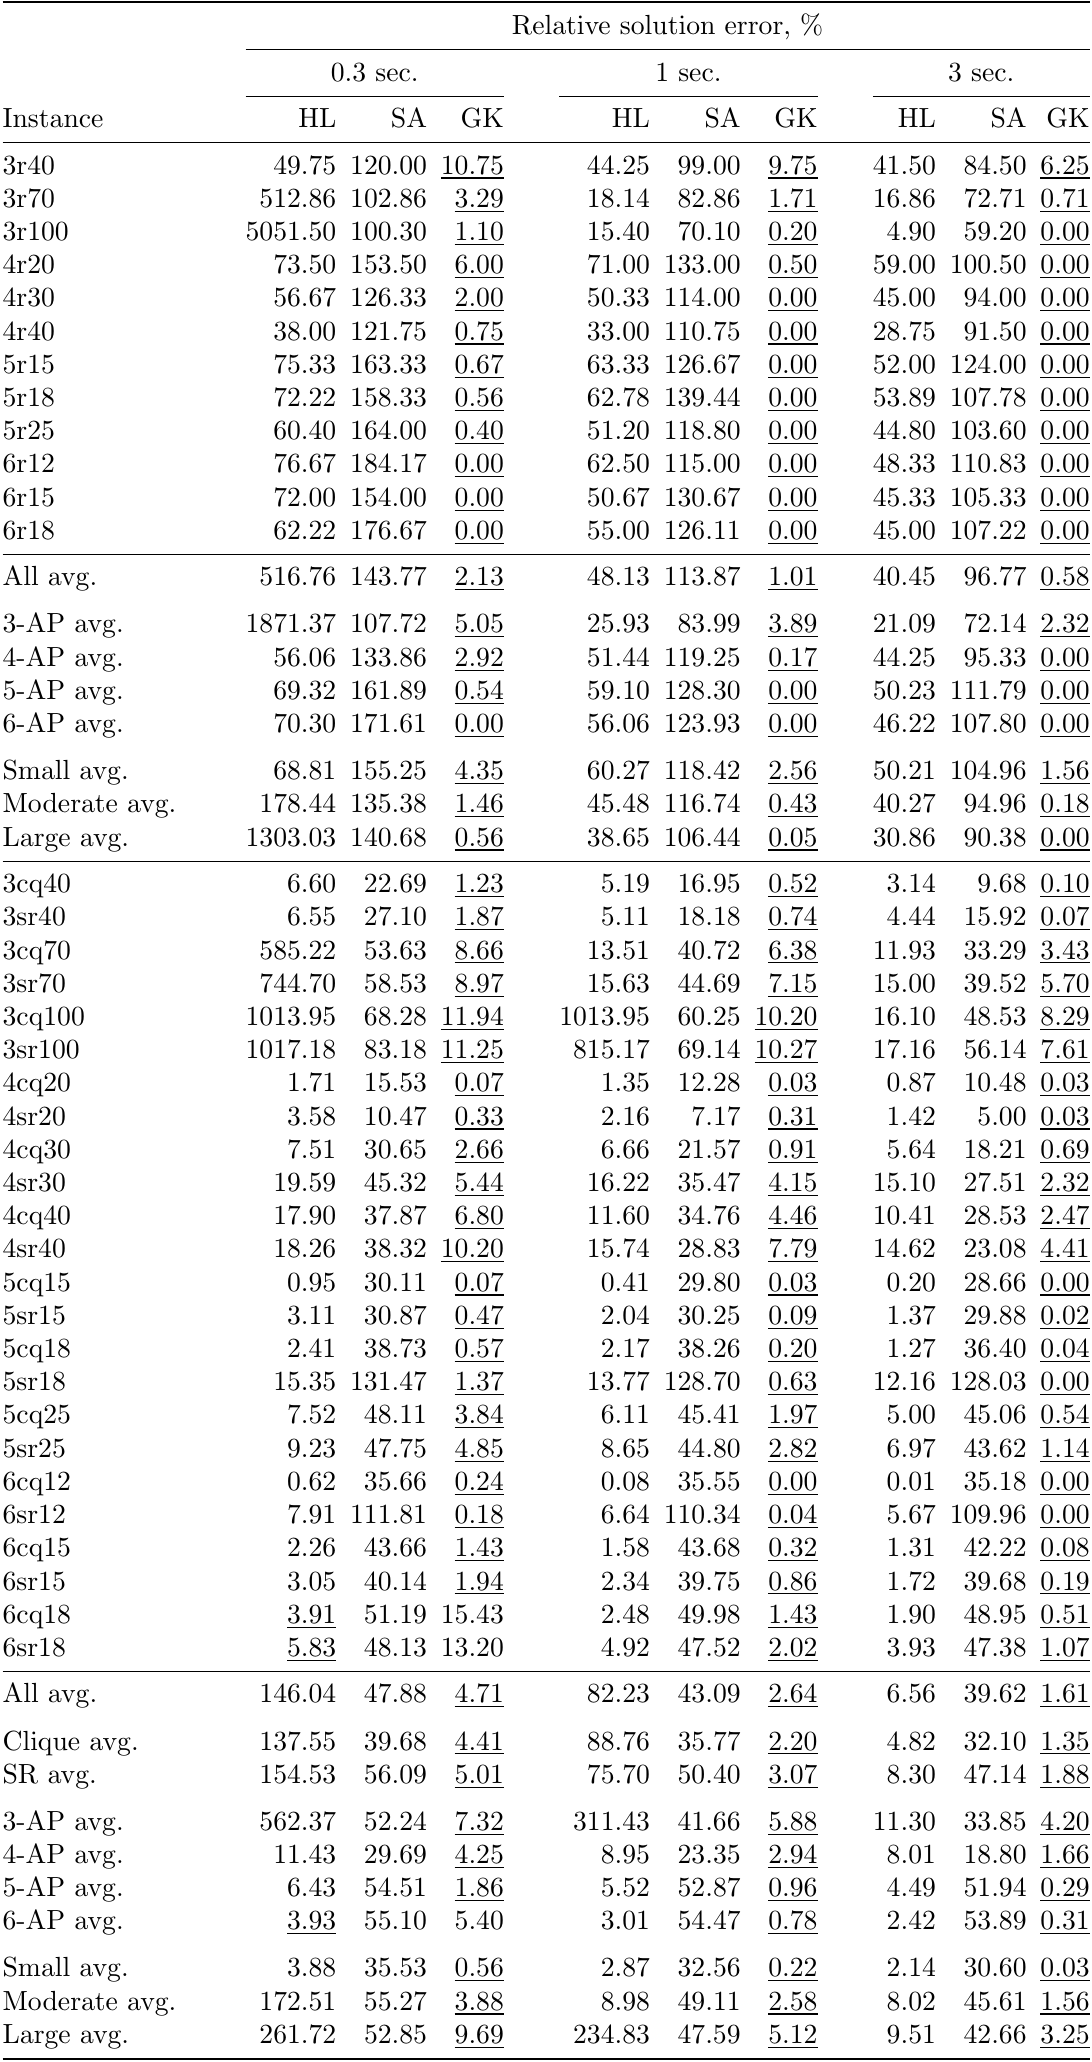 Relative solution error, %
0.3 sec. 1 sec. 3 sec.
Instance HL SA GK HL SA GK HL SA GK
3r40 49.75 120.00 10.75 44.25 99.00 9.75 41.50 84.50 6.25
3r70 512.86 102.86 3.29 18.14 82.86 1.71 16.86 72.71 0.71
3r100 5051.50 100.30 1.10 15.40 70.10 0.20 4.90 59.20 0.00
4r20 73.50 153.50 6.00 71.00 133.00 0.50 59.00 100.50 0.00
4r30 56.67 126.33 2.00 50.33 114.00 0.00 45.00 94.00 0.00
4r40 38.00 121.75 0.75 33.00 110.75 0.00 28.75 91.50 0.00
5r15 75.33 163.33 0.67 63.33 126.67 0.00 52.00 124.00 0.00
5r18 72.22 158.33 0.56 62.78 139.44 0.00 53.89 107.78 0.00
5r25 60.40 164.00 0.40 51.20 118.80 0.00 44.80 103.60 0.00
6r12 76.67 184.17 0.00 62.50 115.00 0.00 48.33 110.83 0.00
6r15 72.00 154.00 0.00 50.67 130.67 0.00 45.33 105.33 0.00
6r18 62.22 176.67 0.00 55.00 126.11 0.00 45.00 107.22 0.00
All avg. 516.76 143.77 2.13 48.13 113.87 1.01 40.45 96.77 0.58
3-AP avg. 1871.37 107.72 5.05 25.93 83.99 3.89 21.09 72.14 2.32
4-AP avg. 56.06 133.86 2.92 51.44 119.25 0.17 44.25 95.33 0.00
5-AP avg. 69.32 161.89 0.54 59.10 128.30 0.00 50.23 111.79 0.00
6-AP avg. 70.30 171.61 0.00 56.06 123.93 0.00 46.22 107.80 0.00
Small avg. 68.81 155.25 4.35 60.27 118.42 2.56 50.21 104.96 1.56
Moderate avg. 178.44 135.38 1.46 45.48 116.74 0.43 40.27 94.96 0.18
Large avg. 1303.03 140.68 0.56 38.65 106.44 0.05 30.86 90.38 0.00
3cq40 6.60 22.69 1.23 5.19 16.95 0.52 3.14 9.68 0.10
3sr40 6.55 27.10 1.87 5.11 18.18 0.74 4.44 15.92 0.07
3cq70 585.22 53.63 8.66 13.51 40.72 6.38 11.93 33.29 3.43
3sr70 744.70 58.53 8.97 15.63 44.69 7.15 15.00 39.52 5.70
3cq100 1013.95 68.28 11.94 1013.95 60.25 10.20 16.10 48.53 8.29
3sr100 1017.18 83.18 11.25 815.17 69.14 10.27 17.16 56.14 7.61
4cq20 1.71 15.53 0.07 1.35 12.28 0.03 0.87 10.48 0.03
4sr20 3.58 10.47 0.33 2.16 7.17 0.31 1.42 5.00 0.03
4cq30 7.51 30.65 2.66 6.66 21.57 0.91 5.64 18.21 0.69
4sr30 19.59 45.32 5.44 16.22 35.47 4.15 15.10 27.51 2.32
4cq40 17.90 37.87 6.80 11.60 34.76 4.46 10.41 28.53 2.47
4sr40 18.26 38.32 10.20 15.74 28.83 7.79 14.62 23.08 4.41
5cq15 0.95 30.11 0.07 0.41 29.80 0.03 0.20 28.66 0.00
5sr15 3.11 30.87 0.47 2.04 30.25 0.09 1.37 29.88 0.02
5cq18 2.41 38.73 0.57 2.17 38.26 0.20 1.27 36.40 0.04
5sr18 15.35 131.47 1.37 13.77 128.70 0.63 12.16 128.03 0.00
5cq25 7.52 48.11 3.84 6.11 45.41 1.97 5.00 45.06 0.54
5sr25 9.23 47.75 4.85 8.65 44.80 2.82 6.97 43.62 1.14
6cq12 0.62 35.66 0.24 0.08 35.55 0.00 0.01 35.18 0.00
6sr12 7.91 111.81 0.18 6.64 110.34 0.04 5.67 109.96 0.00
6cq15 2.26 43.66 1.43 1.58 43.68 0.32 1.31 42.22 0.08
6sr15 3.05 40.14 1.94 2.34 39.75 0.86 1.72 39.68 0.19
6cq18 3.91 51.19 15.43 2.48 49.98 1.43 1.90 48.95 0.51
6sr18 5.83 48.13 13.20 4.92 47.52 2.02 3.93 47.38 1.07
All avg. 146.04 47.88 4.71 82.23 43.09 2.64 6.56 39.62 1.61
Clique avg. 137.55 39.68 4.41 88.76 35.77 2.20 4.82 32.10 1.35
SR avg. 154.53 56.09 5.01 75.70 50.40 3.07 8.30 47.14 1.88
3-AP avg. 562.37 52.24 7.32 311.43 41.66 5.88 11.30 33.85 4.20
4-AP avg. 11.43 29.69 4.25 8.95 23.35 2.94 8.01 18.80 1.66
5-AP avg. 6.43 54.51 1.86 5.52 52.87 0.96 4.49 51.94 0.29
6-AP avg. 3.93 55.10 5.40 3.01 54.47 0.78 2.42 53.89 0.31
Small avg. 3.88 35.53 0.56 2.87 32.56 0.22 2.14 30.60 0.03
Moderate avg. 172.51 55.27 3.88 8.98 49.11 2.58 8.02 45.61 1.56
Large avg. 261.72 52.85 9.69 234.83 47.59 5.12 9.51 42.66 3.25